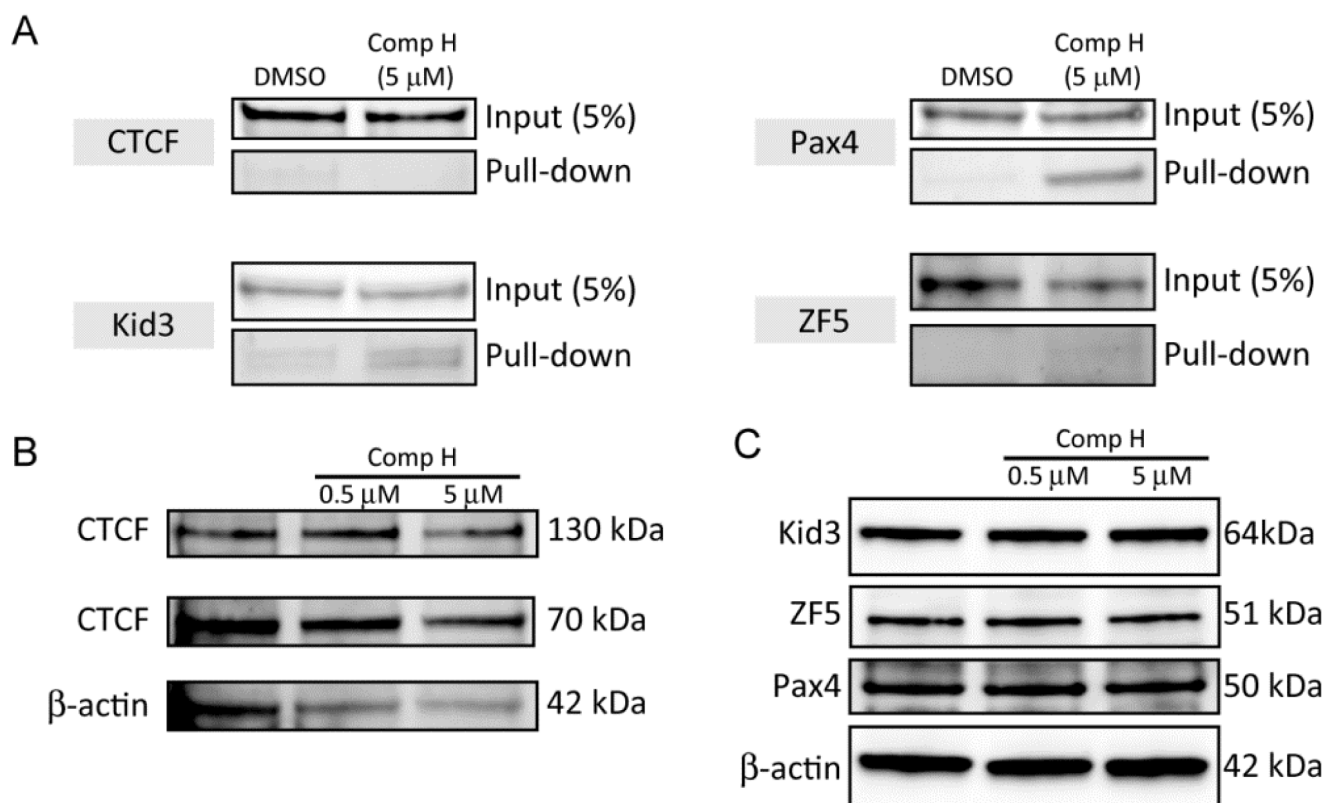 A
DMSO
Comp H
(5 μM)
CTCF
Input (5%)
Pull-down
Kid3
Input (5%)
Pull-down
DMSO
Comp H
(5 μM)
Pax4
Input (5%)
Pull-down
ZF5
Input (5%)
Pull-down
B
Comp H
0.5 μM 5 μM
CTCF 130 kDa
CTCF 70 kDa
β-actin 42 kDa
C
Comp H
0.5 μM 5 μM
Kid3 64kDa
ZF5 51 kDa
Pax4 50 kDa
β-actin 42 kDa